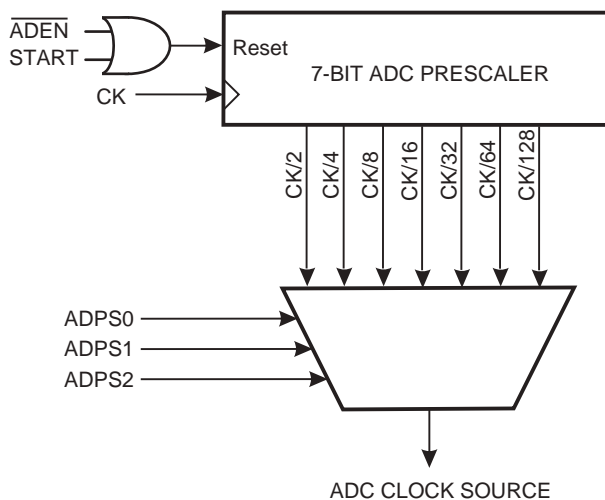 ADEN
START
Reset
7-BIT ADC PRESCALER
CK
CK/2
CK/4
CK/8
CK/16
CK/32
CK/64
CK/128
ADPS0
ADPS1
ADPS2
ADC CLOCK SOURCE